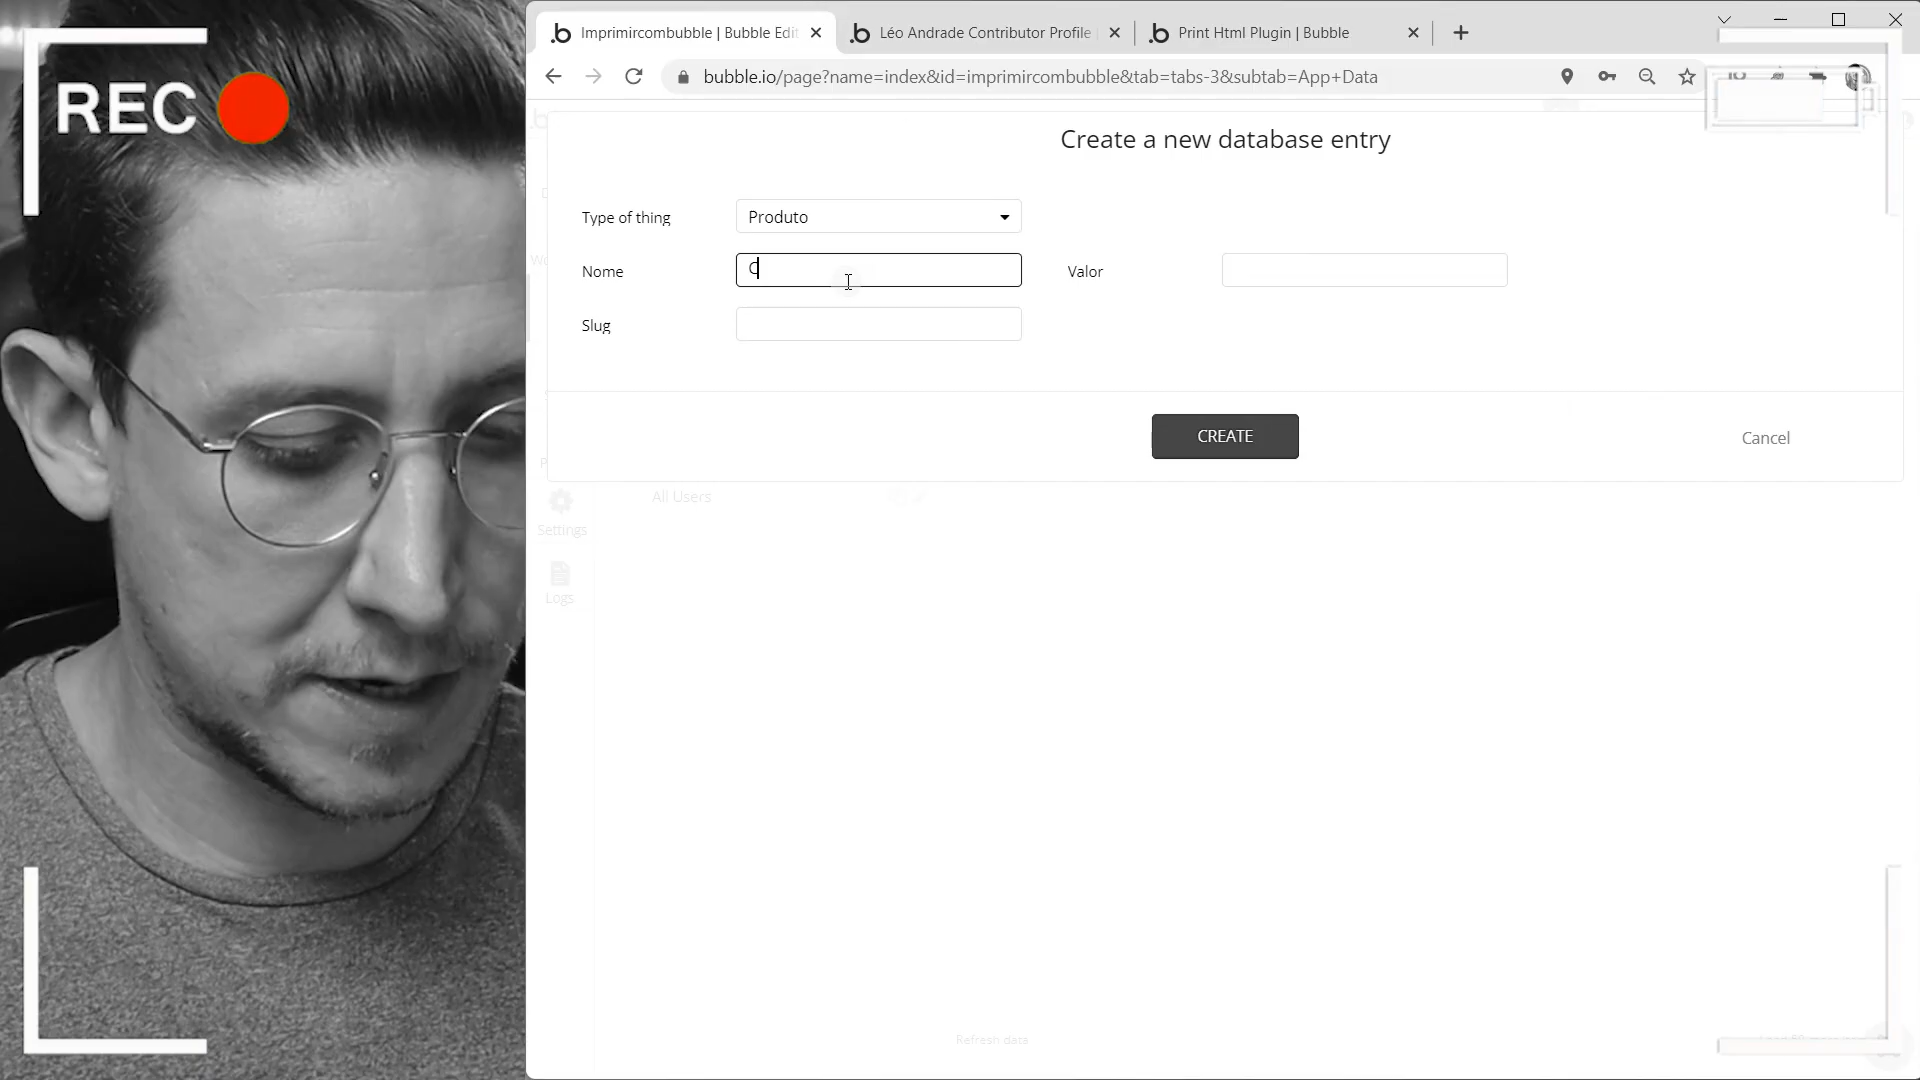 REC
Imprimircombubble | Bubble Edit
Léo Andrade Contributor Profile
Print Html Plugin | Bubble
bubble.io/page?name=index&id=imprimircombubble&tab=tabs-3&subtab=App+Data
Create a new database entry
Type of thing
Produto
Nome
C
Valor
Slug
CREATE
Cancel
All Users
Settings
Logs
Refresh data